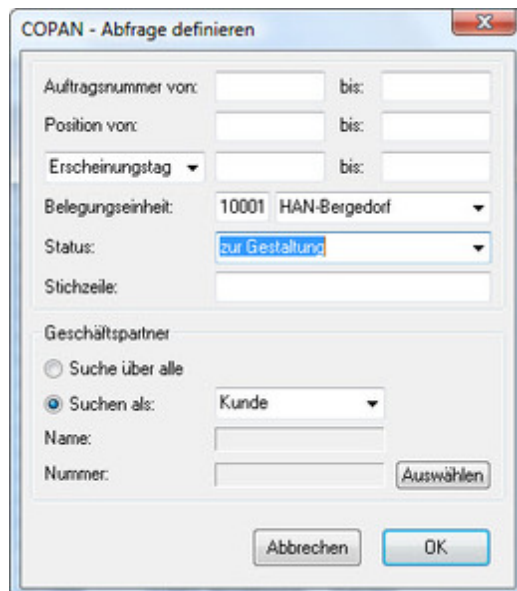 COPAN - Abfrage definieren
Auftragsnummer von: bis:
Position von: bis:
Erscheinungstag bis:
Belegungseinheit: 10001 HAN-Bergedorf
Status: zur Gestaltung
Stichzeile:
Geschäftspartner
Suche über alle
Suchen als: Kunde
Name:
Nummer: Auswählen
Abbrechen OK